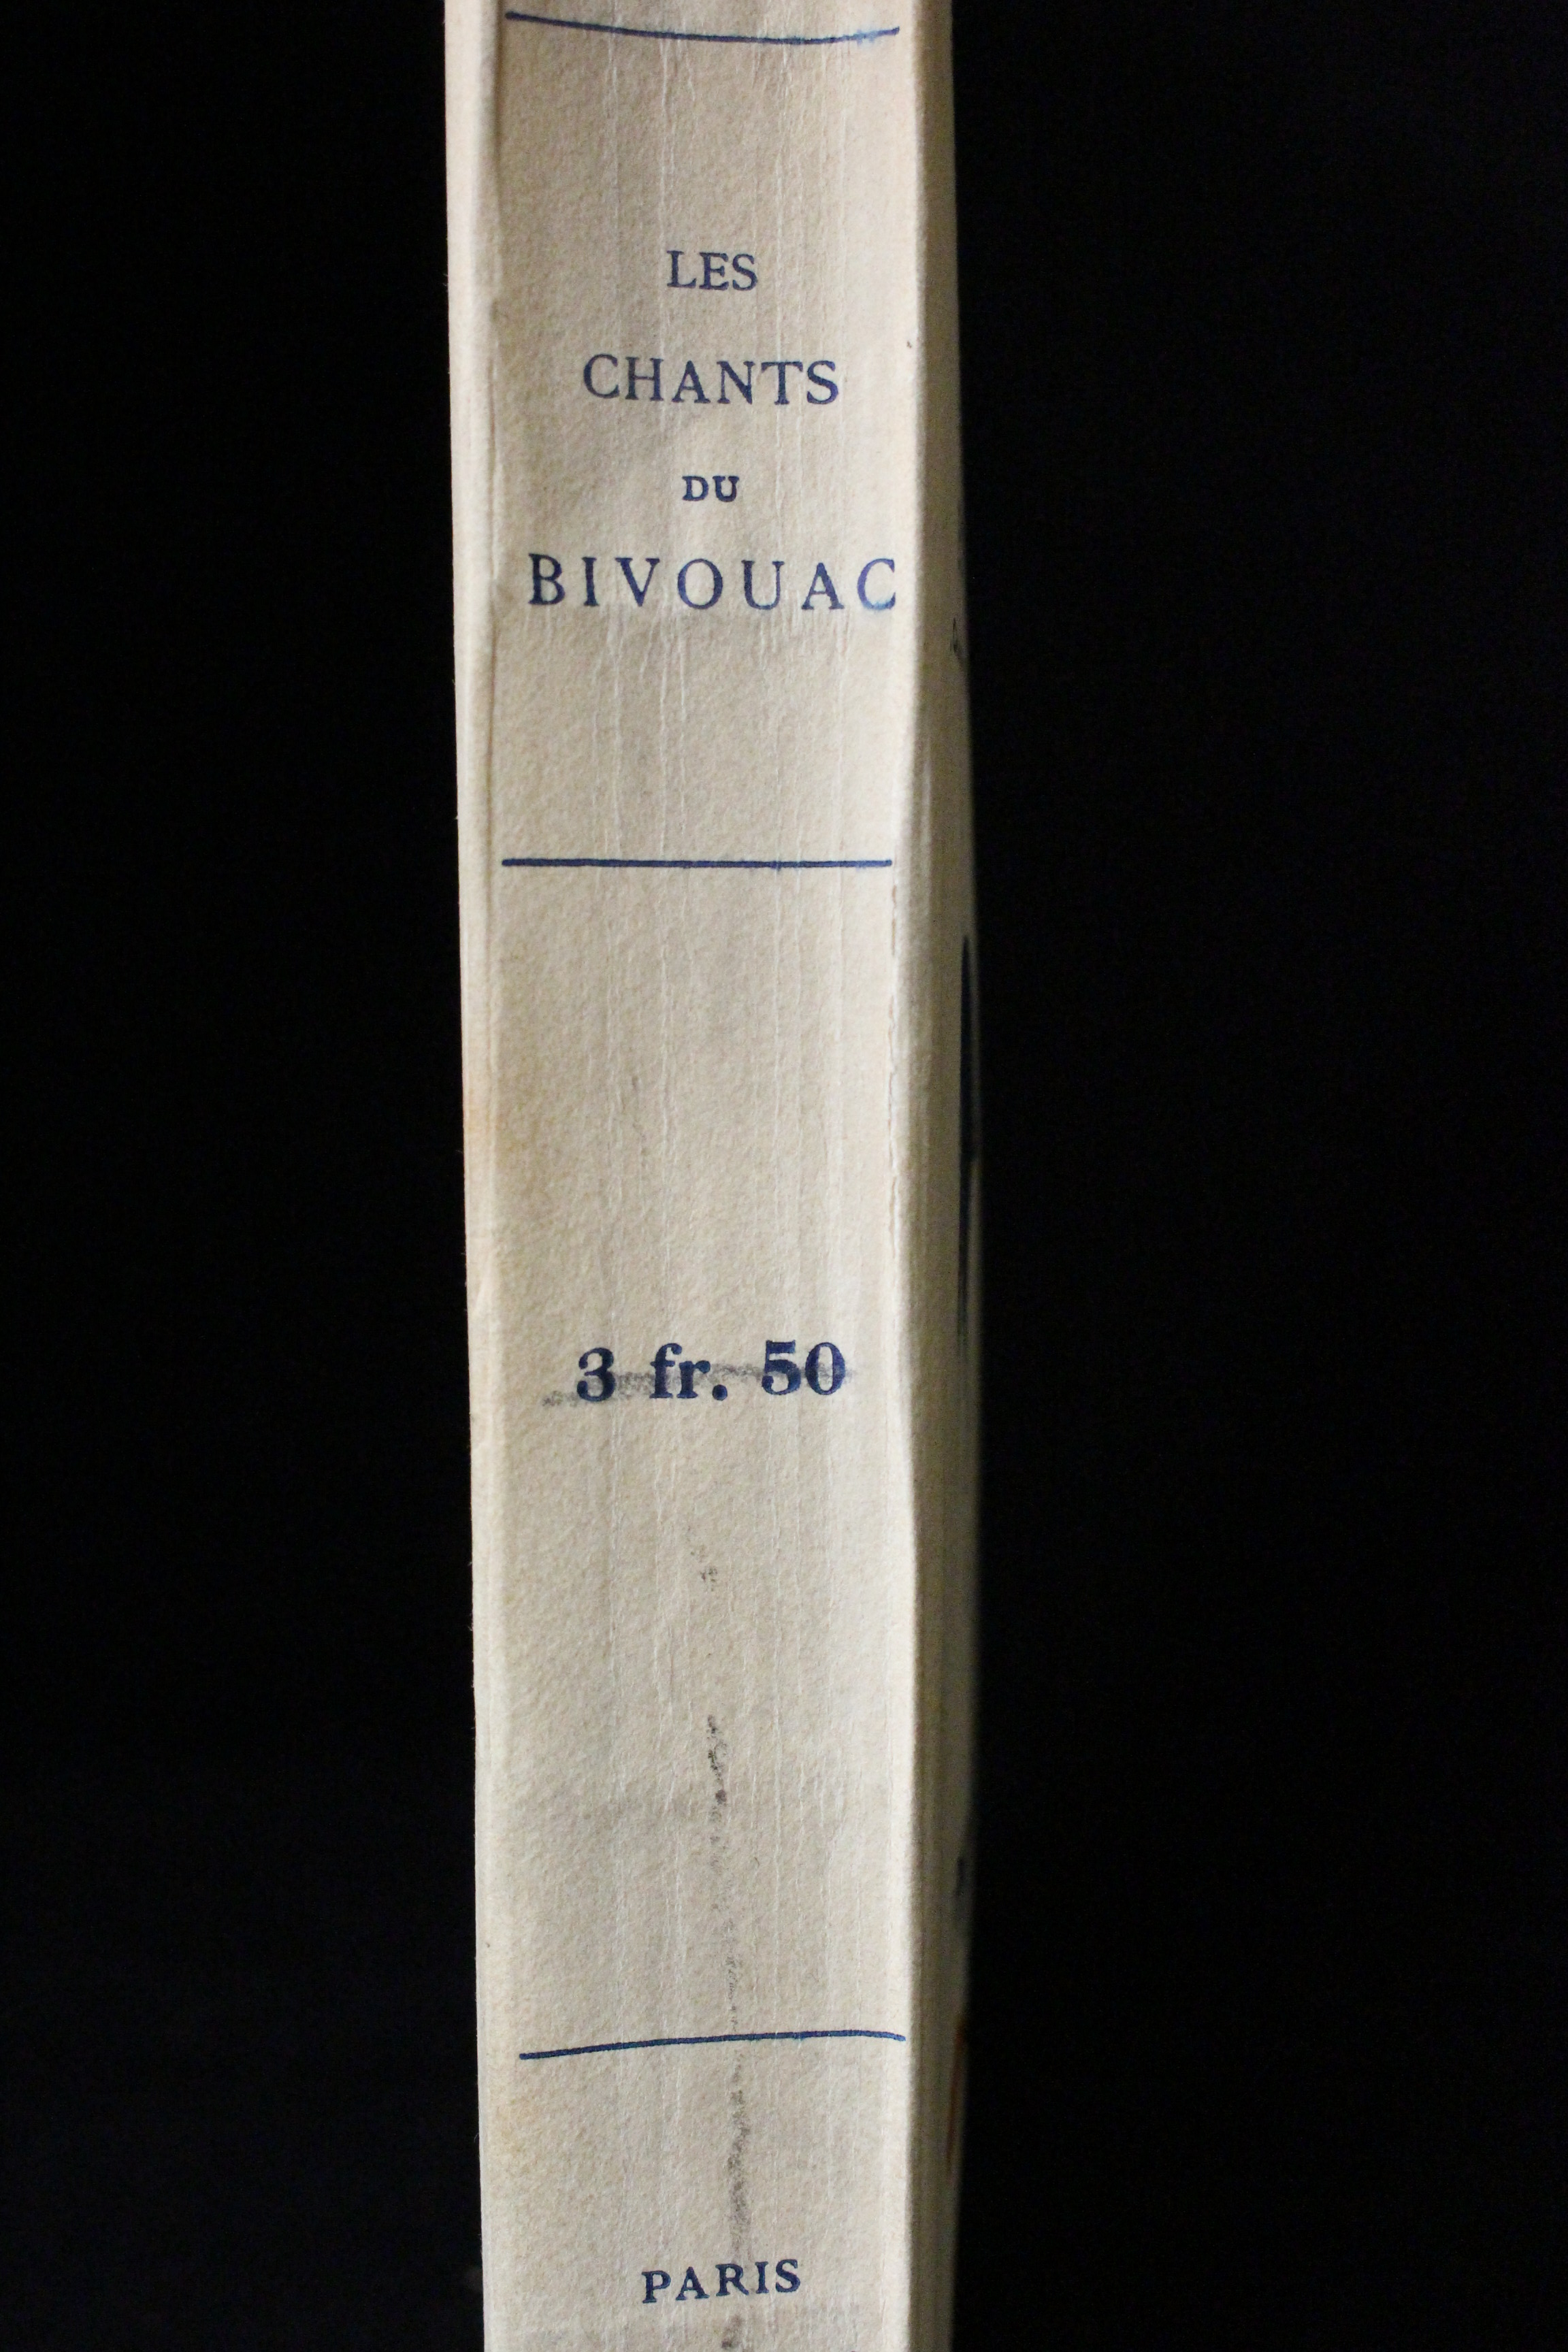 LES
CHANTS
DU
BIVOUAC
3 fr. 50
PARIS